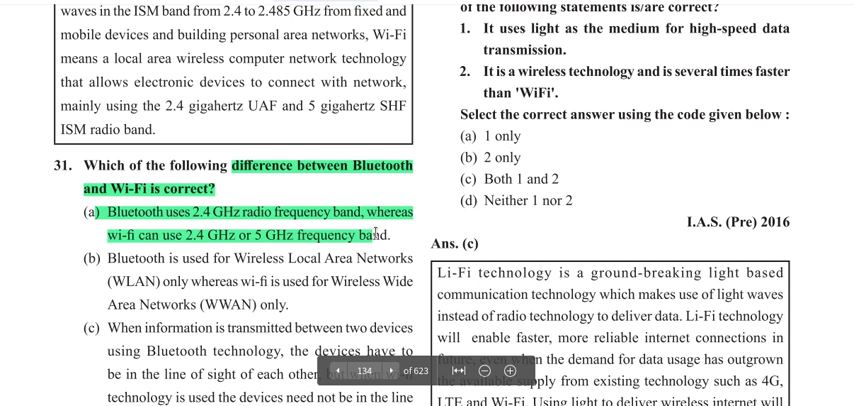 waves in the ISM band from 2.4 to 2.485 GHz from fixed and
mobile devices and building personal area networks, Wi-Fi
means a local area wireless computer network technology
that allows electronic devices to connect with network,
mainly using the 2.4 gigahertz UAF and 5 gigahertz SHF
ISM radio band.
31. Which of the following difference between Bluetooth
and Wi-Fi is correct?
(a) Bluetooth uses 2.4 GHz radio frequency band, whereas
wi-fi can use 2.4 GHz or 5 GHz frequency band.
(b) Bluetooth is used for Wireless Local Area Networks
(WLAN) only whereas wi-fi is used for Wireless Wide
Area Networks (WWAN) only.
(c) When information is transmitted between two devices
using Bluetooth technology, the devices have to
be in the line of sight of each other,
technology is used the devices need not be in the line
of the following statements is/are correct?
1. It uses light as the medium for high-speed data
transmission.
2. It is a wireless technology and is several times faster
than 'WiFi'.
Select the correct answer using the code given below :
(a) 1 only
(b) 2 only
(c) Both 1 and 2
(d) Neither 1 nor 2
I.A.S. (Pre) 2016
Ans. (c)
Li-Fi technology is a ground-breaking light based
communication technology which makes use of light waves
instead of radio technology to deliver data. Li-Fi technology
will enable faster, more reliable internet connections in
future, even when the demand for data usage has outgrown
the available supply from existing technology such as 4G,
LTE and Wi-Fi. Using light to deliver wireless internet will
134 of 623